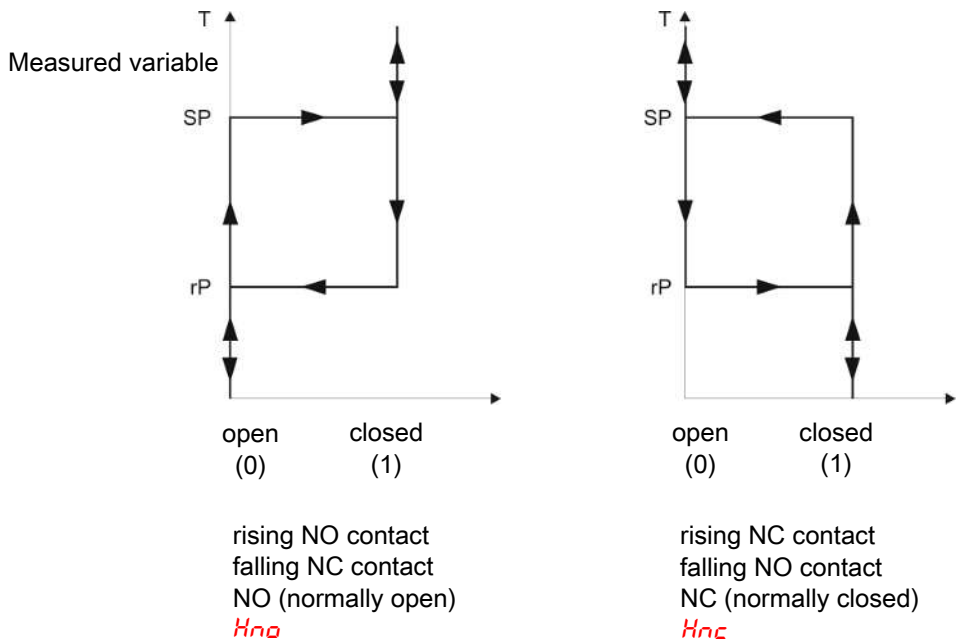 T
Measured variable
SP
rP
open
(0)
closed
(1)
rising NO contact
falling NC contact
NO (normally open)
Hno
T
SP
rP
open
(0)
closed
(1)
rising NC contact
falling NO contact
NC (normally closed)
Hnc